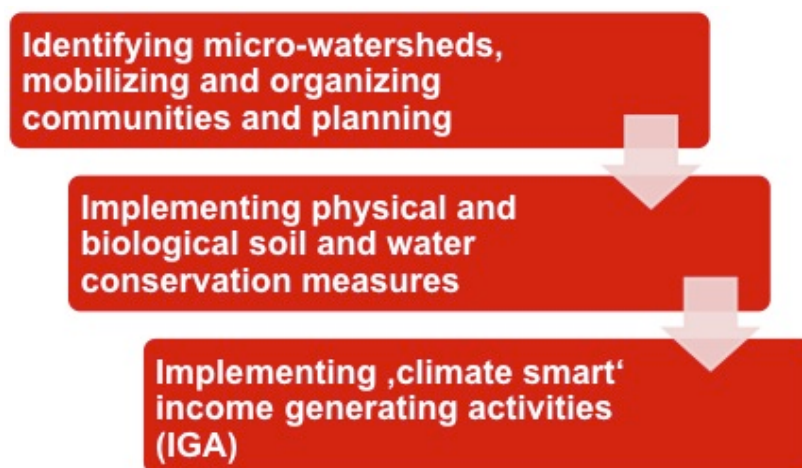 Identifying micro-watersheds,
mobilizing and organizing
communities and planning
Implementing physical and
biological soil and water
conservation measures
Implementing ‚climate smart‘
income generating activities
(IGA)